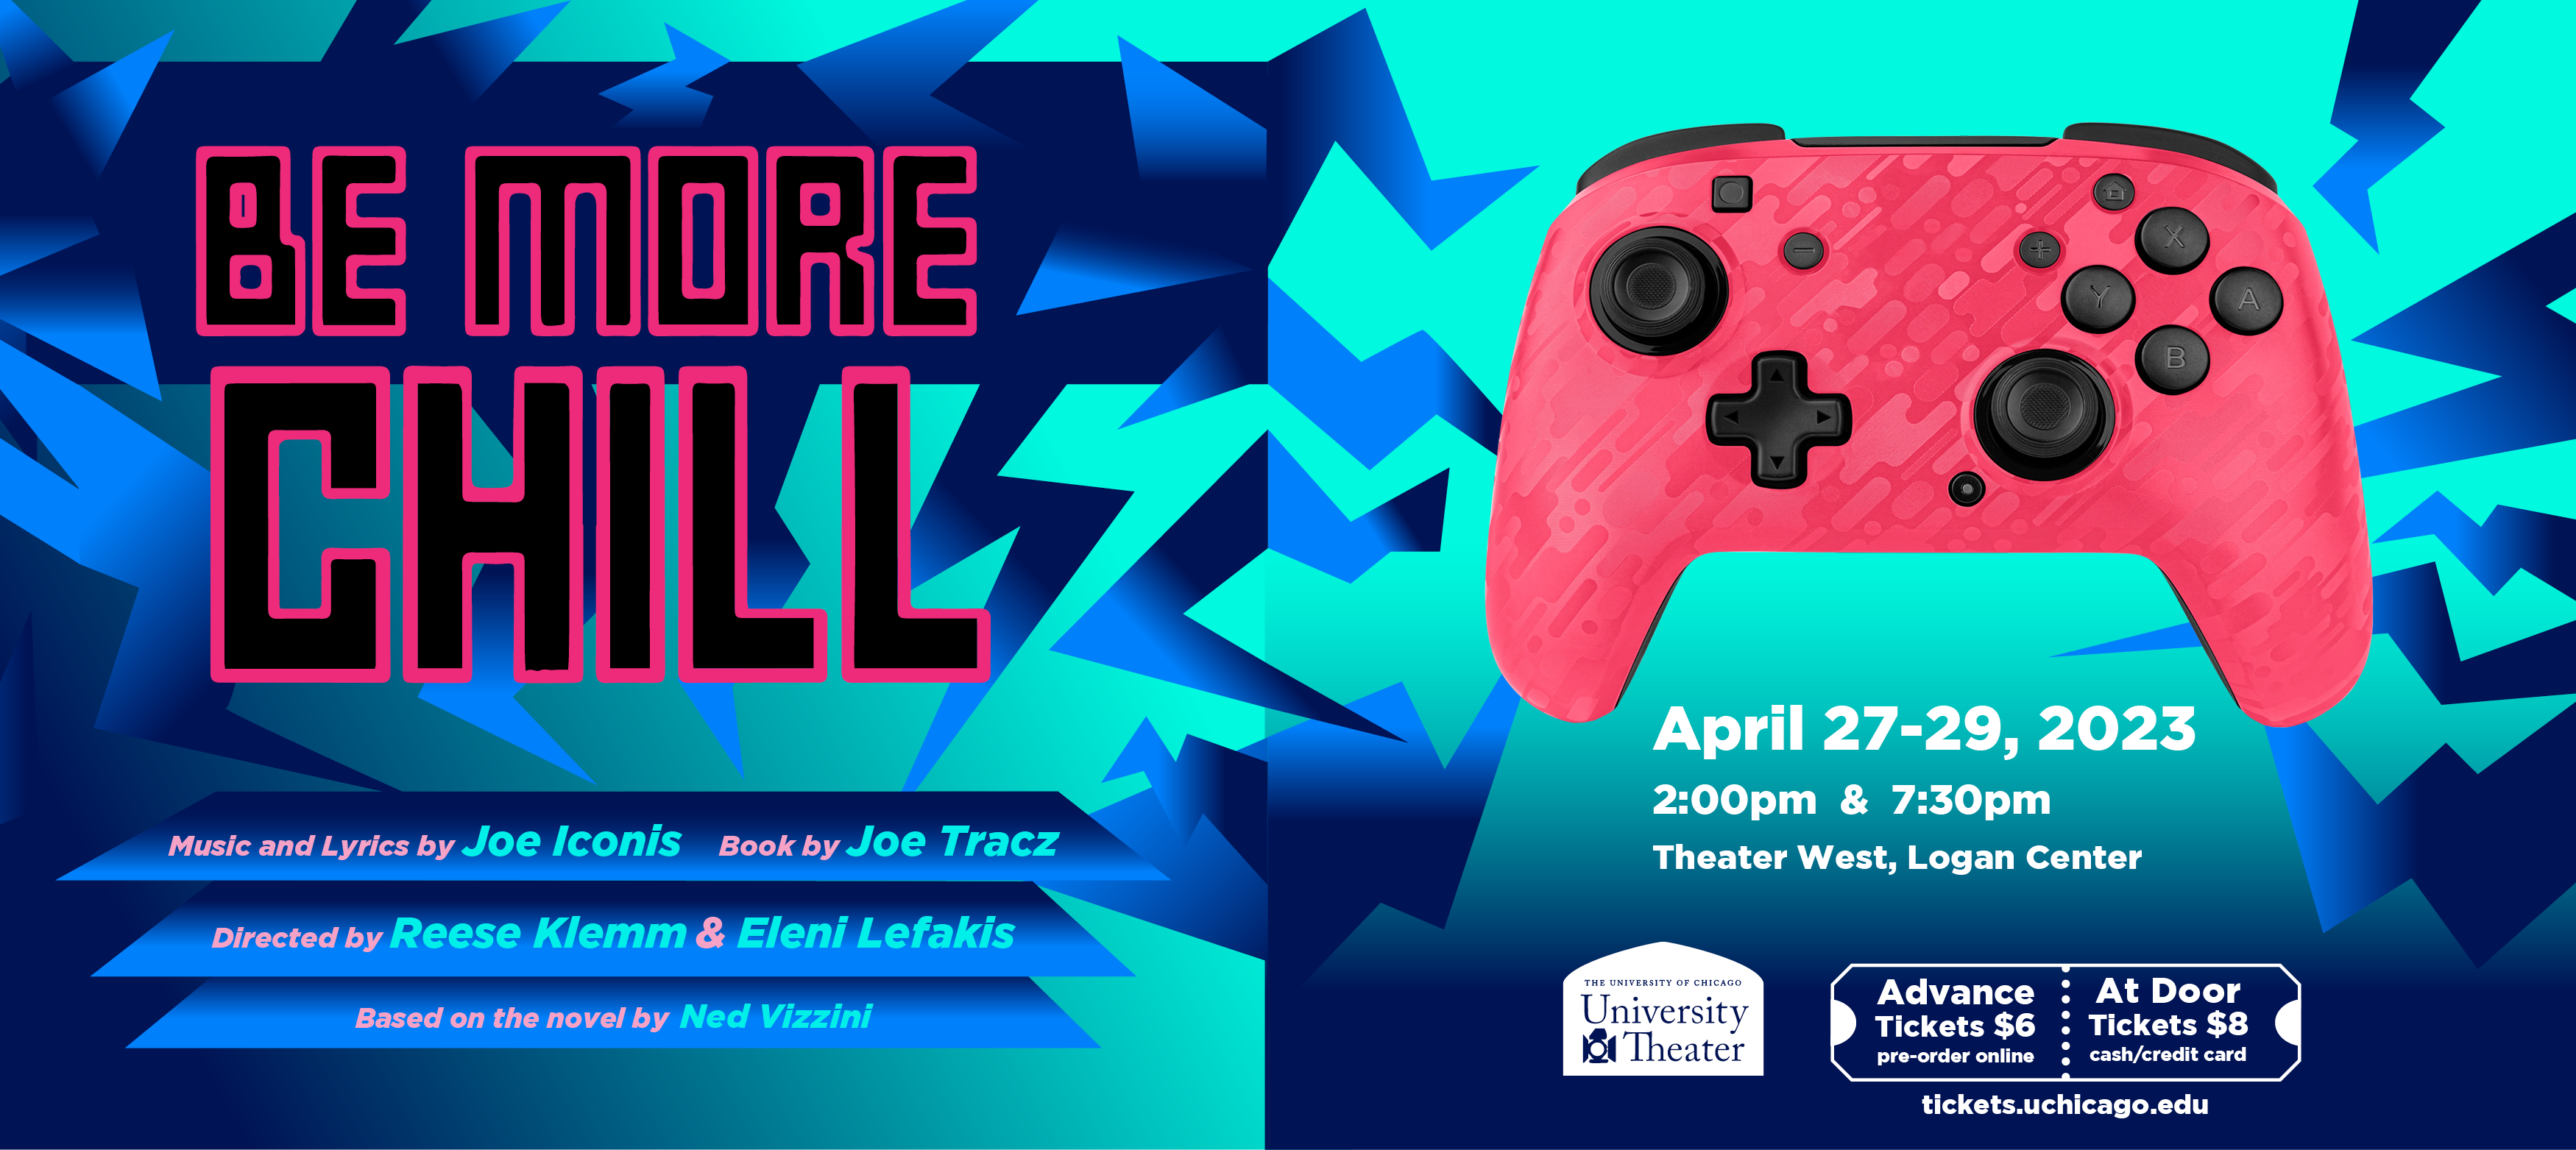 BE MORE
CHILL
Music and Lyrics by Joe Iconis Book by Joe Tracz
Directed by Reese Klemm & Eleni Lefakis
Based on the novel by Ned Vizzini
X
Y
A
B
April 27-29, 2023
2:00pm & 7:30pm
Theater West, Logan Center
THE UNIVERSITY OF CHICAGO
University
Theater
Advance
Tickets $6
pre-order online
At Door
Tickets $8
cash/credit card
tickets.uchicago.edu